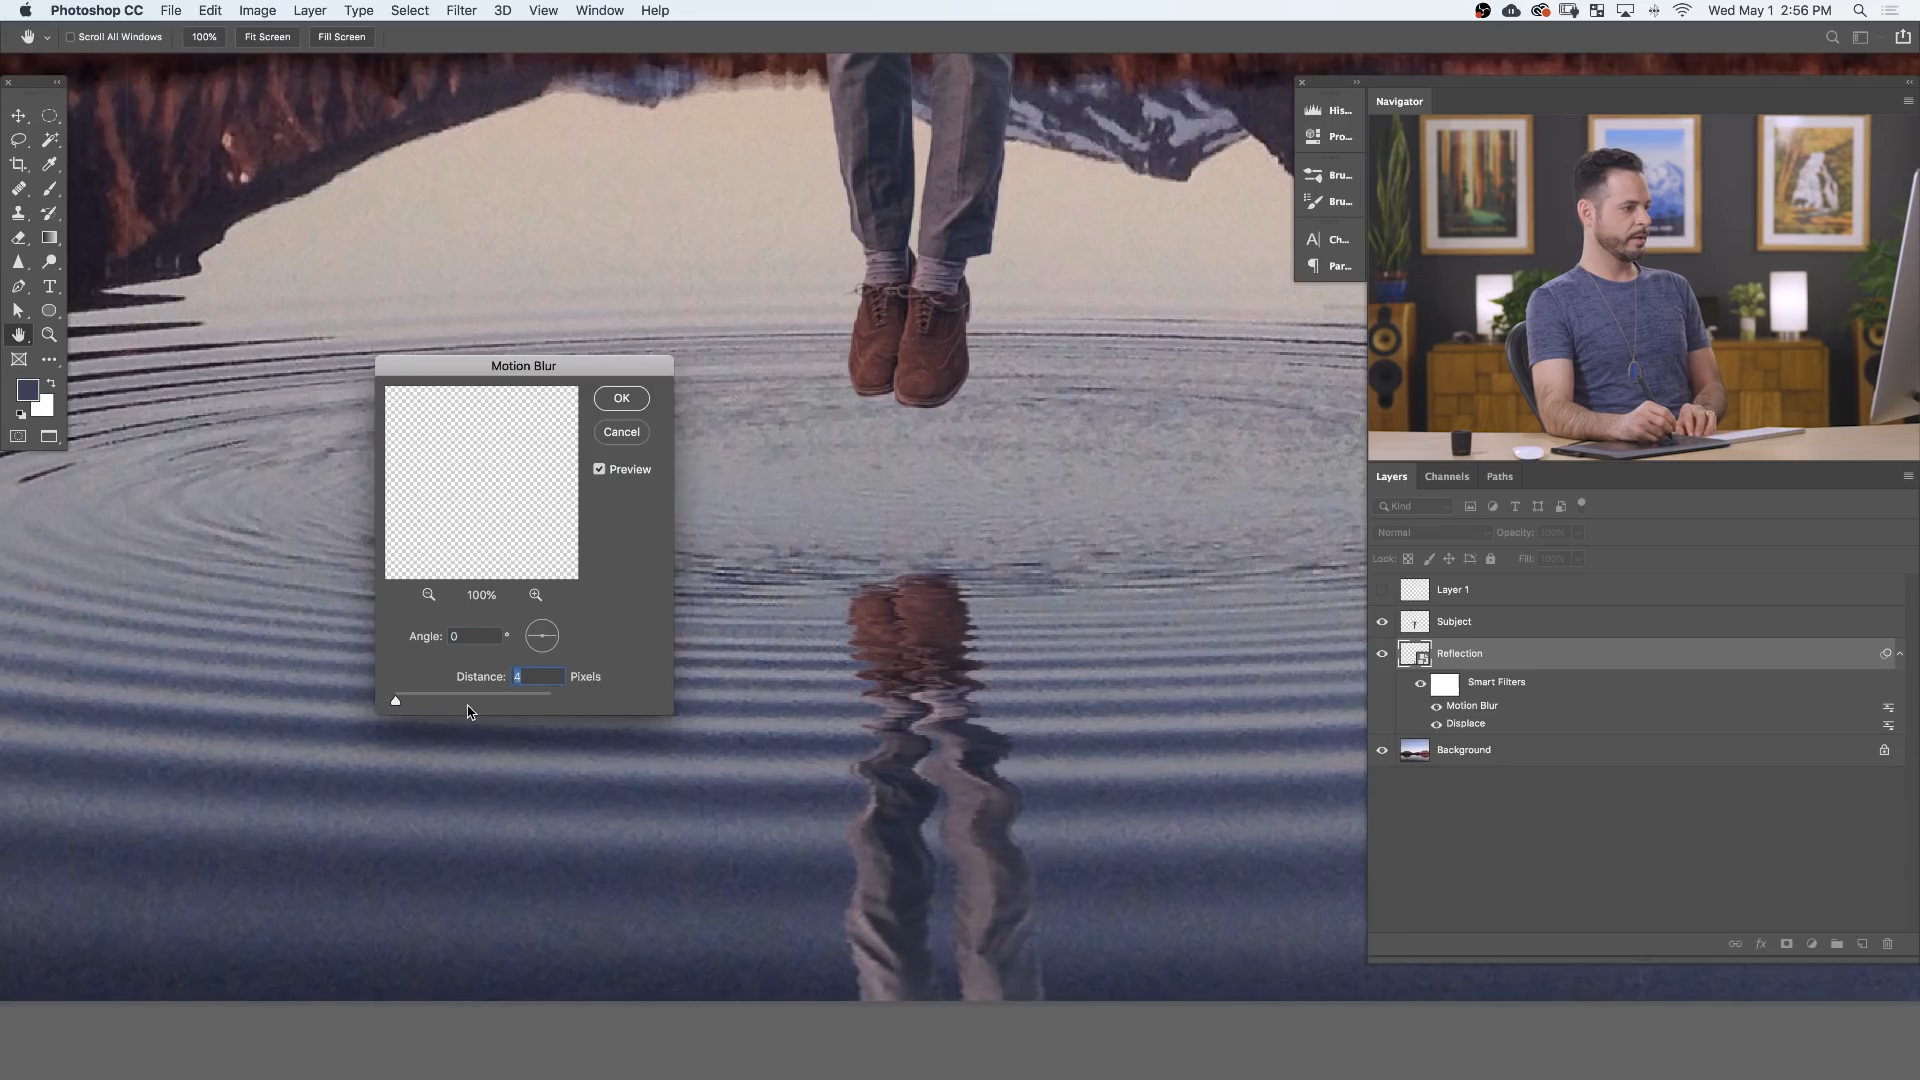 Photoshop CC File Edit Image Layer Type Select Filter 3D View Window Help Wed May 1 2:56 PM
Scroll All Windows 100% Fit Screen Fill Screen
His...
Pro...
Bru...
Bru...
Ch...
Par...
Navigator
Motion Blur
OK
Cancel
Preview
100%
Angle: 0 °
Distance: 4 Pixels
Layers Channels Paths
Kind
Normal Opacity: 100%
Lock: Fill: 100%
Layer 1
Subject
Reflection
Smart Filters
Motion Blur
Displace
Background